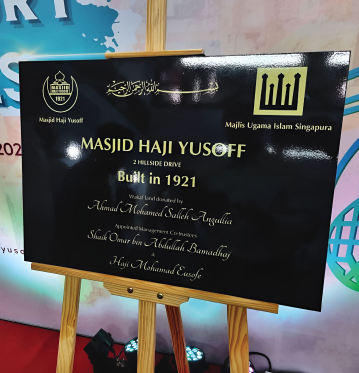 بسم الله الرحمن الرحيم
MASJID
HAJI YUSOFF
1921
Masjid Haji Yusoff
Majlis Ugama Islam Singapura
MASJID HAJI YUSOFF
2 HILLSIDE DRIVE
Built in 1921
Wakaf land donated by
Ahmad Mohamed Salleh Angullia
Appointed Management Co-trustees
Shaik Omar bin Abdullah Bamadhaj
&
Haji Mohamad Eusofe